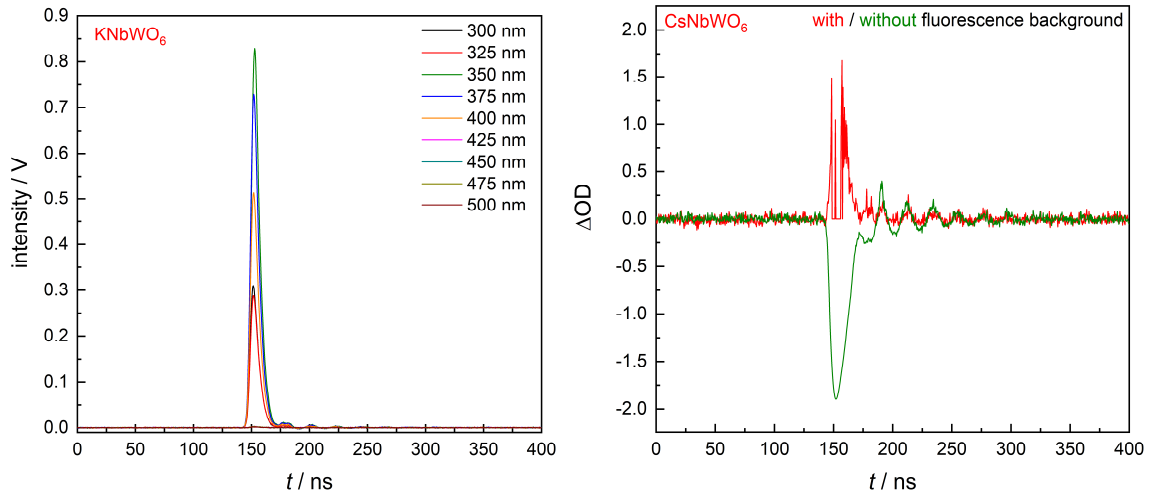 KNbWO6
300 nm
325 nm
350 nm
375 nm
400 nm
425 nm
450 nm
475 nm
500 nm
0.9
0.8
0.7
0.6
0.5
0.4
0.3
0.2
0.1
0.0
intensity / V
0 50 100 150 200 250 300 350 400
t / ns
CsNbWO6 with / without fluorescence background
2.0
1.5
1.0
0.5
0.0
-0.5
-1.0
-1.5
-2.0
ΔOD
0 50 100 150 200 250 300 350 400
t / ns